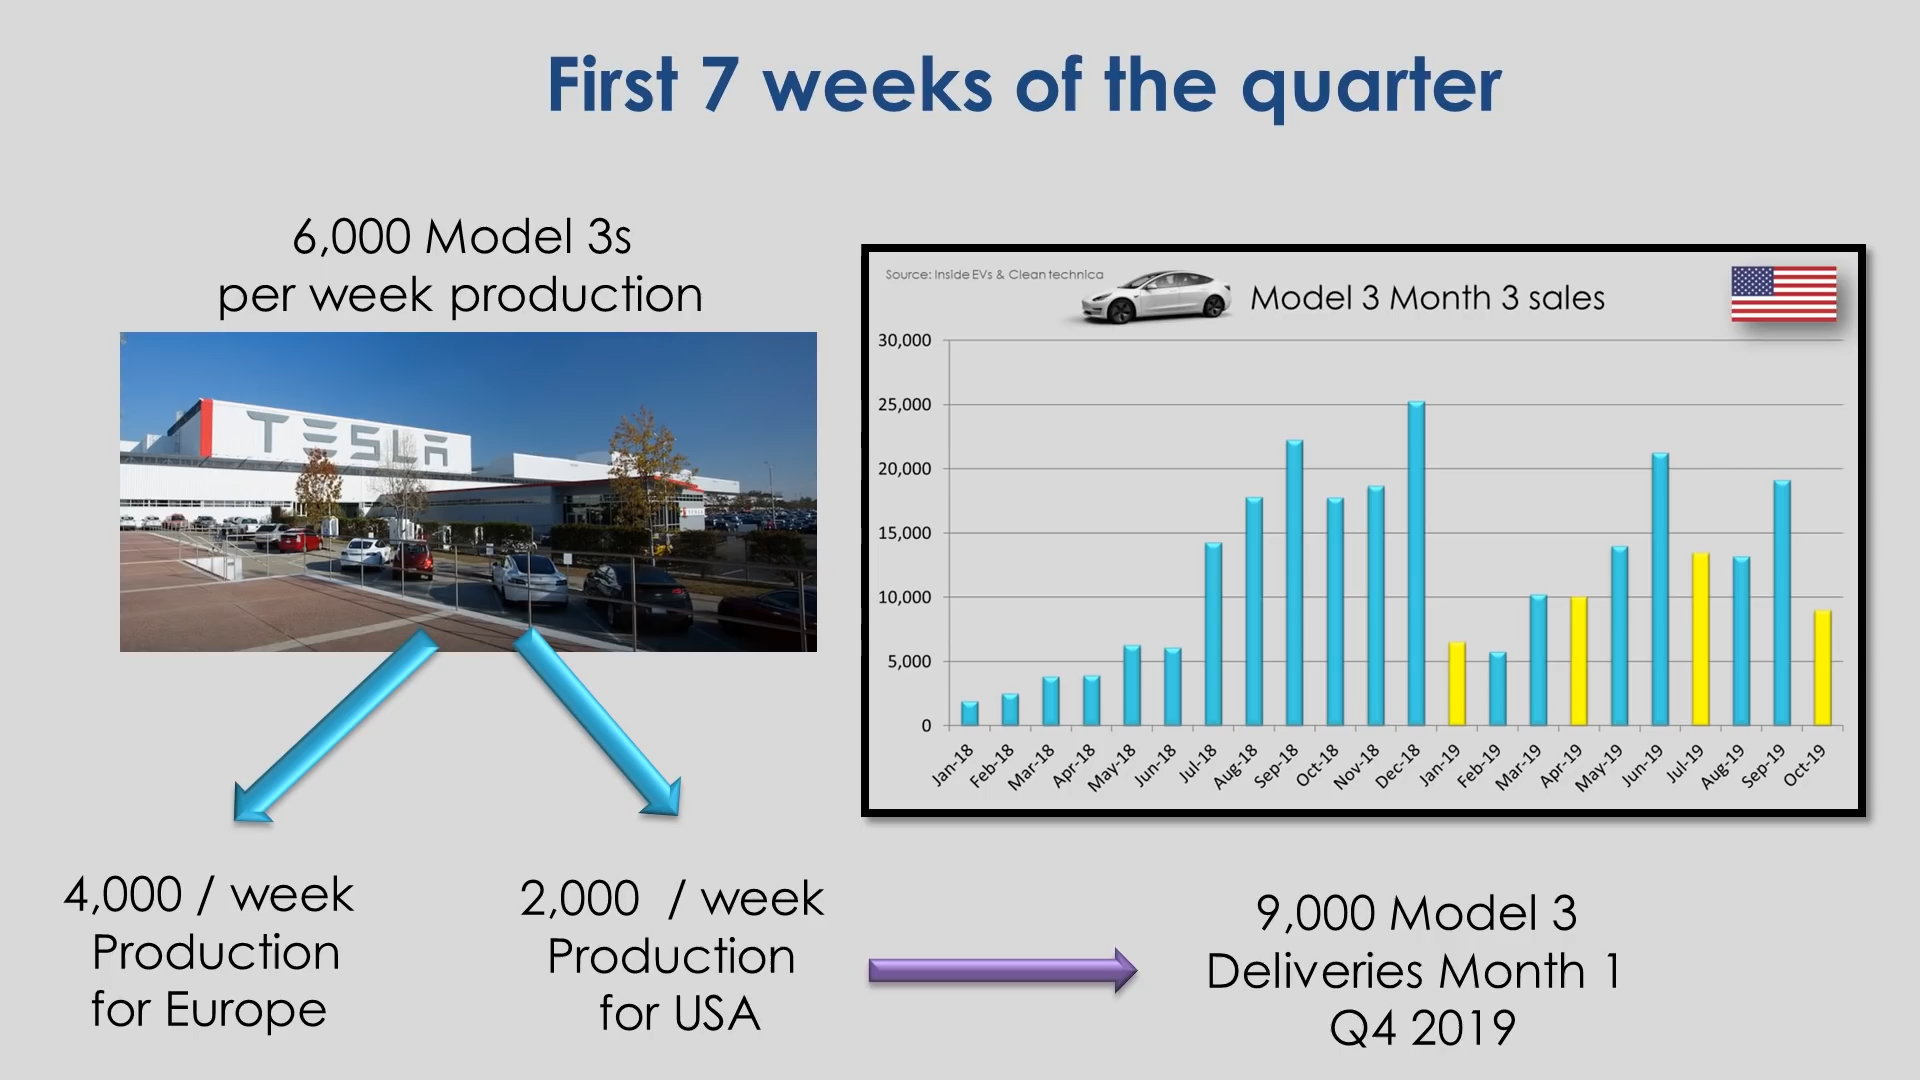 First 7 weeks of the quarter
6,000 Model 3s
per week production
TESLA
4,000 / week
Production
for Europe
2,000 / week
Production
for USA
Source: Inside EVs & Clean technica
Model 3 Month 3 sales
30,000
25,000
20,000
15,000
10,000
5,000
0
Jan-18
Feb-18
Mar-18
Apr-18
May-18
Jun-18
Jul-18
Aug-18
Sep-18
Oct-18
Nov-18
Dec-18
Jan-19
Feb-19
Mar-19
Apr-19
May-19
Jun-19
Jul-19
Aug-19
Sep-19
Oct-19
9,000 Model 3
Deliveries Month 1
Q4 2019